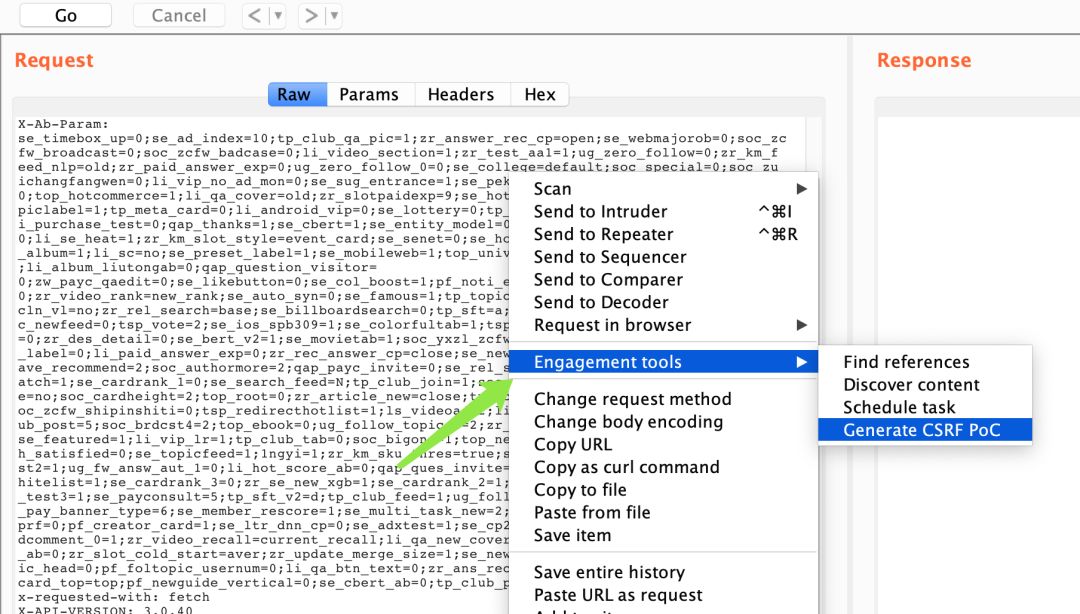 Go
Cancel
< ▼
> ▼
Request
Response
Raw
Params
Headers
Hex
X-Ab-Param:
se_timebox_up=0;se_ad_index=10;tp_club_qa_pic=1;zr_answer_rec_cp=open;se_webmajorob=0;soc_zc
fw_broadcast=0;soc_zcfw_badcase=0;li_video_section=1;zr_test_aa1=1;ug_zero_follow=0;zr_km_f
eed_nlp=old;zr_paid_answer_exp=0;ug_zero_follow_0=0;se_college=default;soc_special=0;soc_zu
ichangfangwen=0;li_vip_no_ad_mon=0;se_sug_entrance=1;se_pek
0;top_hotcommerce=1;li_qa_cover=old;zr_slotpaidexp=9;se_hot
piclabel=1;tp_meta_card=0;li_android_vip=0;se_lottery=0;tp_
i_purchase_test=0;qap_thanks=1;se_cbert=1;se_entity_model=0
0;li_se_heat=1;zr_km_slot_style=event_card;se_senet=0;se_ho
_album=1;li_sc=no;se_preset_label=1;se_mobileweb=1;top_univ
;li_album_liutongab=0;qap_question_visitor=
0;zw_payc_qaedit=0;se_likebutton=0;se_col_boost=1;pf_noti_e
0;zr_video_rank=new_rank;se_auto_syn=0;se_famous=1;tp_topic
cln_vl=no;zr_rel_search=base;se_billboardsearch=0;tp_sft=a;
c_newfeed=0;tsp_vote=2;se_ios_spb309=1;se_colorfultab=1;tsp
=0;zr_des_detail=0;se_bert_v2=1;se_movietab=1;soc_yxzl_zcfw
_label=0;li_paid_answer_exp=0;zr_rec_answer_cp=close;se_new
ave_recommend=2;soc_authormore=2;qap_payc_invite=0;se_rel_s
atch=1;se_cardrank_1=0;se_search_feed=N;tp_club_join=1;
e=no;soc_cardheight=2;top_root=0;zr_article_new=close;
oc_zcfw_shipinshiti=0;tsp_redirecthotlist=1;ls_videoa
ub_post=5;soc_brdcst4=2;top_ebook=0;ug_follow_topic 2;
se_featured=1;li_vip_lr=1;tp_club_tab=0;soc_bigon 1;top_ne
h_satisfied=0;se_topicfeed=1;lngyi=1;zr_km_sku hres=true;s
st2=1;ug_fw_answ_aut_1=0;li_hot_score_ab=0;qap_ques_invite=
hitelist=1;se_cardrank_3=0;zr_se_new_xgb=1;se_cardrank_2=1;
_test3=1;se_payconsult=5;tp_sft_v2=d;tp_club_feed=1;ug_foll
_pay_banner_type=6;se_member_rescore=1;se_multi_task_new=2;
prf=0;pf_creator_card=1;se_ltr_dnn_cp=0;se_adxtest=1;se_cp2
dcomment_0=1;zr_video_recall=current_recall;li_qa_new_cover
_ab=0;zr_slot_cold_start=aver;zr_update_merge_size=1;se_new
ic_head=0;pf_foltopic_usernum=0;li_qa_btn_text=0;zr_ans_rec
card_top=top;pf_newguide_vertical=0;se_cbert_ab=0;tp_club_p
x-requested-with: fetch
X-API-VERSION: 3.0.40
Scan
Send to Intruder ^⌘I
Send to Repeater ^⌘R
Send to Sequencer
Send to Comparer
Send to Decoder
Request in browser
Engagement tools
Find references
Discover content
Schedule task
Generate CSRF PoC
Change request method
Change body encoding
Copy URL
Copy as curl command
Copy to file
Paste from file
Save item
Save entire history
Paste URL as request